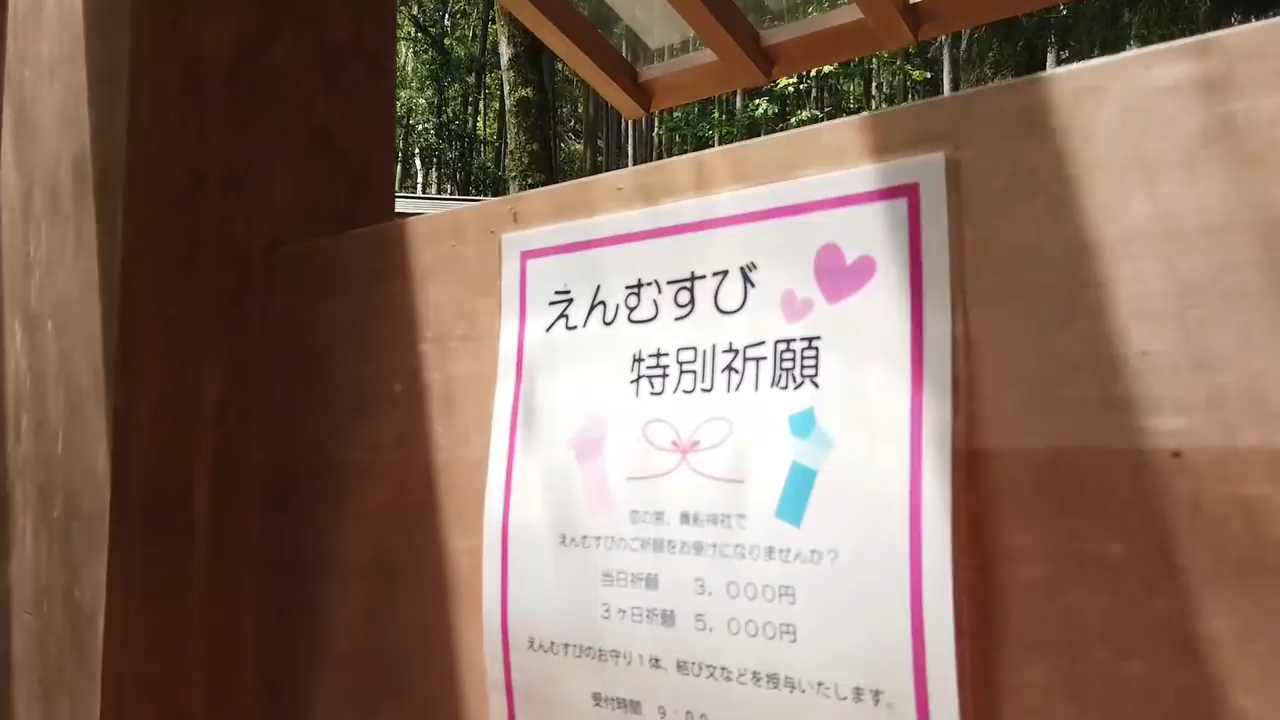 えんむすび
特別祈願
恋の宮、貴船神社で
えんむすびのご祈願をお受けになりませんか？
当日祈願 3，000円
3ヶ日祈願 5，000円
えんむすびのお守り1体、結び文などを授与いたします。
受付時間 9：00